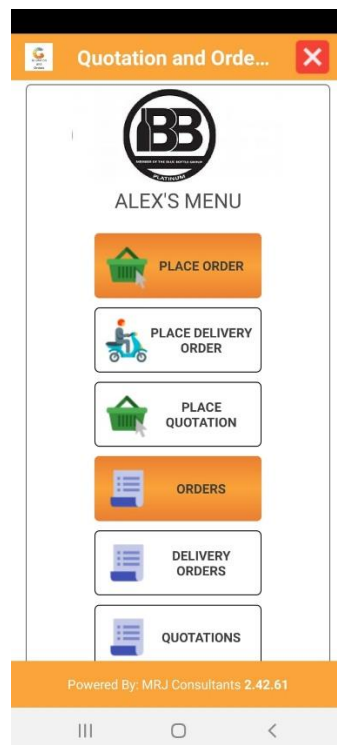 Quotation and Orde...
BB
MEMBER OF THE BLUE BOTTLE GROUP
PLATINUM
ALEX'S MENU
PLACE ORDER
PLACE DELIVERY
ORDER
PLACE
QUOTATION
ORDERS
DELIVERY
ORDERS
QUOTATIONS
Powered By: MRJ Consultants 2.42.61